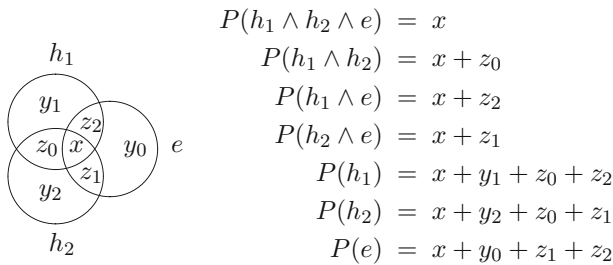 h₁
y₁
z₂
z₀ x y₀ e
z₁
y₂
h₂
P(h₁ ∧ h₂ ∧ e) = x
P(h₁ ∧ h₂) = x + z₀
P(h₁ ∧ e) = x + z₂
P(h₂ ∧ e) = x + z₁
P(h₁) = x + y₁ + z₀ + z₂
P(h₂) = x + y₂ + z₀ + z₁
P(e) = x + y₀ + z₁ + z₂